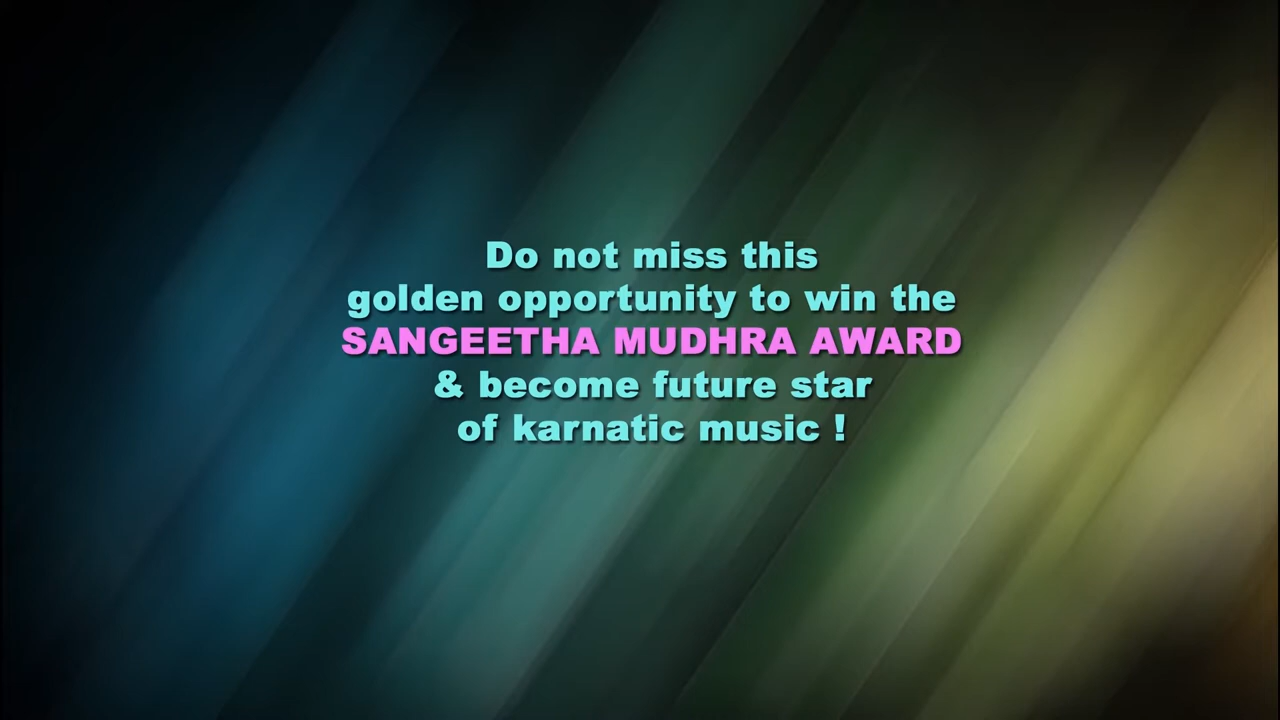 Do not miss this
golden opportunity to win the
SANGEETHA MUDHRA AWARD
& become future star
of karnatic music !